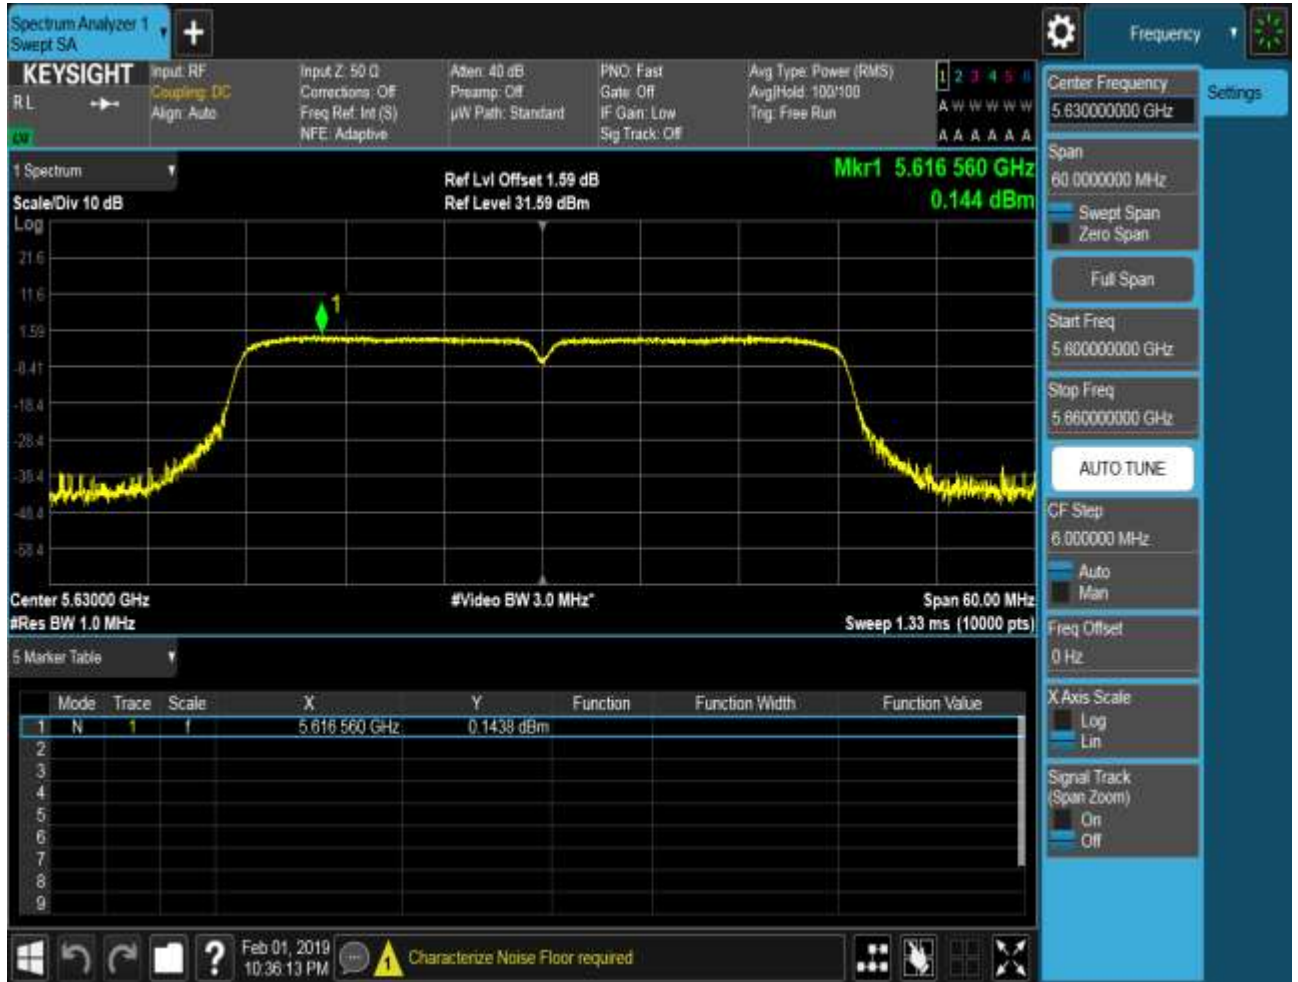 Spectrum Analyzer 1
Swept SA
+
Frequency
KEYSIGHT
Input: RF
Input Z: 50 Ω
Atten: 40 dB
PNO: Fast
Avg Type: Power (RMS)
1 2 3 4 5 6
RL
Coupling: DC
Corrections: Off
Preamp: Off
Gate: Off
Avg|Hold: 100/100
Align: Auto
Freq Ref: Int (S)
µW Path: Standard
IF Gain: Low
Trig: Free Run
A W W W W W
NFE: Adaptive
Sig Track: Off
A A A A A A
1 Spectrum
Ref Lvl Offset 1.59 dB
Mkr1 5.616 560 GHz
Scale/Div 10 dB
Ref Level 31.59 dBm
0.144 dBm
Log
21.6
11.6
1
1.59
-8.41
-18.4
-28.4
-38.4
-48.4
-58.4
Center 5.63000 GHz
#Video BW 3.0 MHz*
Span 60.00 MHz
#Res BW 1.0 MHz
Sweep 1.33 ms (10000 pts)
5 Marker Table
Mode Trace Scale X Y Function Function Width Function Value
1 N 1 f 5.616 560 GHz 0.1438 dBm
2
3
4
5
6
7
8
9
Feb 01, 2019
10:36:13 PM
?
1
Characterize Noise Floor required
Center Frequency
5.630000000 GHz
Settings
Span
60.0000000 MHz
Swept Span
Zero Span
Full Span
Start Freq
5.600000000 GHz
Stop Freq
5.660000000 GHz
AUTO TUNE
CF Step
6.000000 MHz
Auto
Man
Freq Offset
0 Hz
X Axis Scale
Log
Lin
Signal Track
(Span Zoom)
On
Off